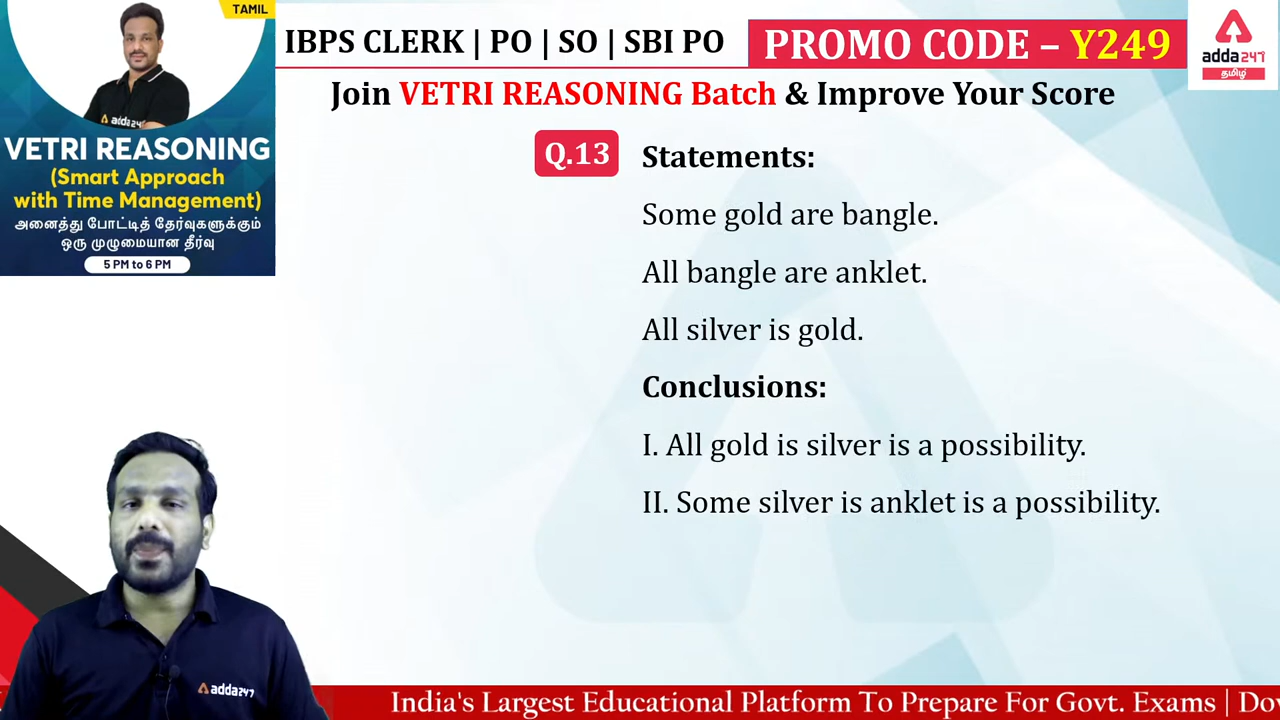 TAMIL
adda247
VETRI REASONING
(Smart Approach
with Time Management)
அனைத்து போட்டித் தேர்வுகளுக்கும்
ஒரு முழுமையான தீர்வு
5 PM to 6 PM
IBPS CLERK | PO | SO | SBI PO
PROMO CODE – Y249
adda247
தமிழ்
Join VETRI REASONING Batch & Improve Your Score
Q.13
Statements:
Some gold are bangle.
All bangle are anklet.
All silver is gold.
Conclusions:
I. All gold is silver is a possibility.
II. Some silver is anklet is a possibility.
adda247
India's Largest Educational Platform To Prepare For Govt. Exams | Do